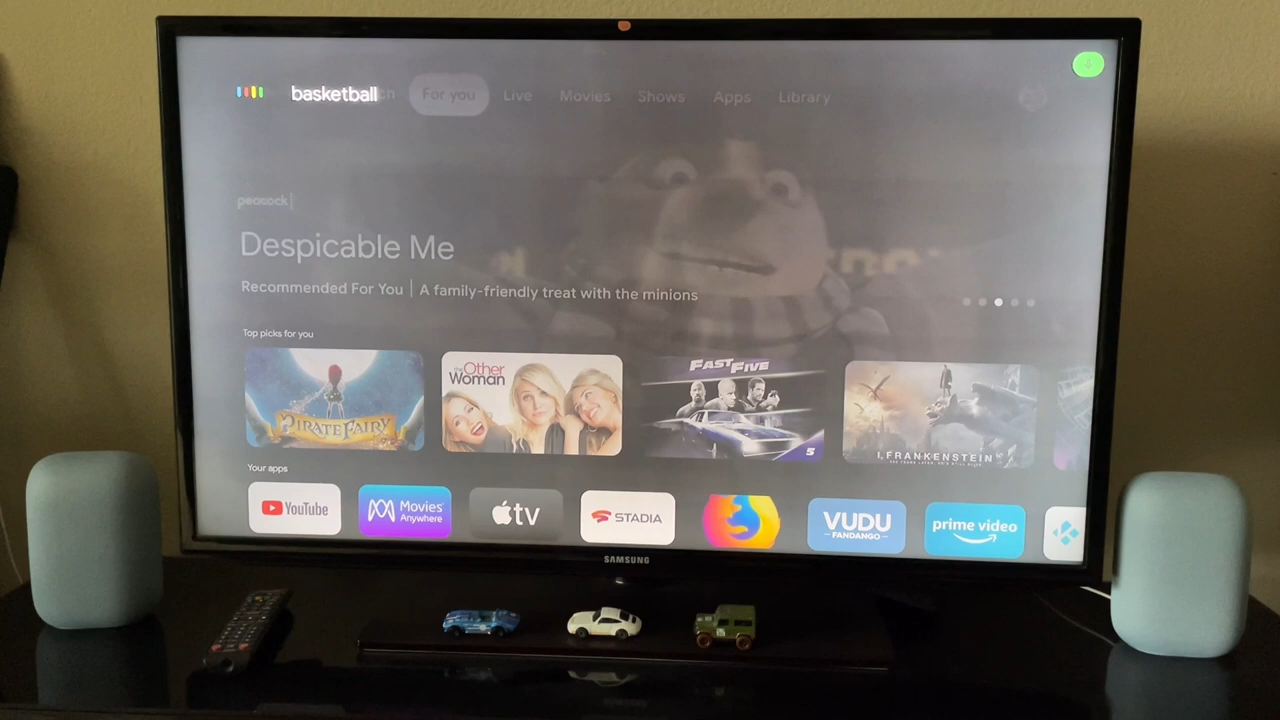 basketball
For you
Live
Movies
Shows
Apps
Library
peacock
Despicable Me
Recommended For You | A family-friendly treat with the minions
Top picks for you
PIRATE FAIRY
the Other
Woman
FAST FIVE
5
I, FRANKENSTEIN
Your apps
YouTube
Movies
Anywhere
tv
STADIA
VUDU
FANDANGO
prime video
SAMSUNG